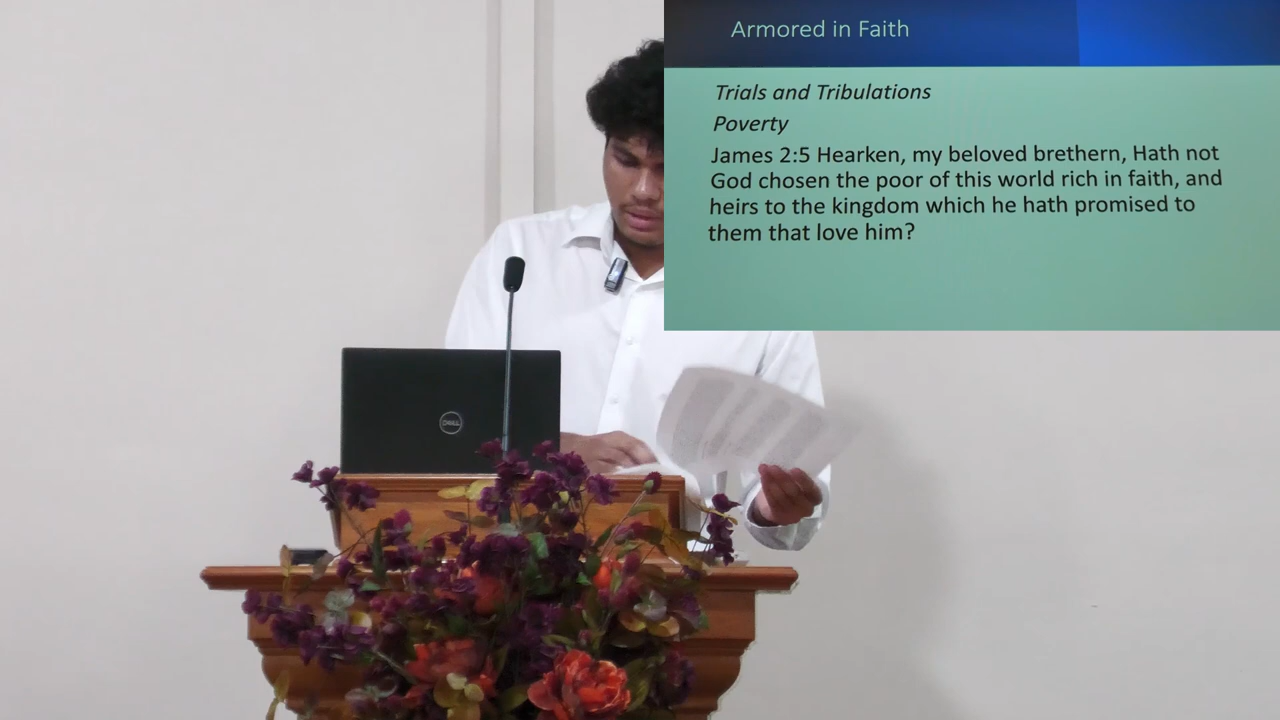 Armored in Faith
Trials and Tribulations
Poverty
James 2:5 Hearken, my beloved brethern, Hath not
God chosen the poor of this world rich in faith, and
heirs to the kingdom which he hath promised to
them that love him?
DELL